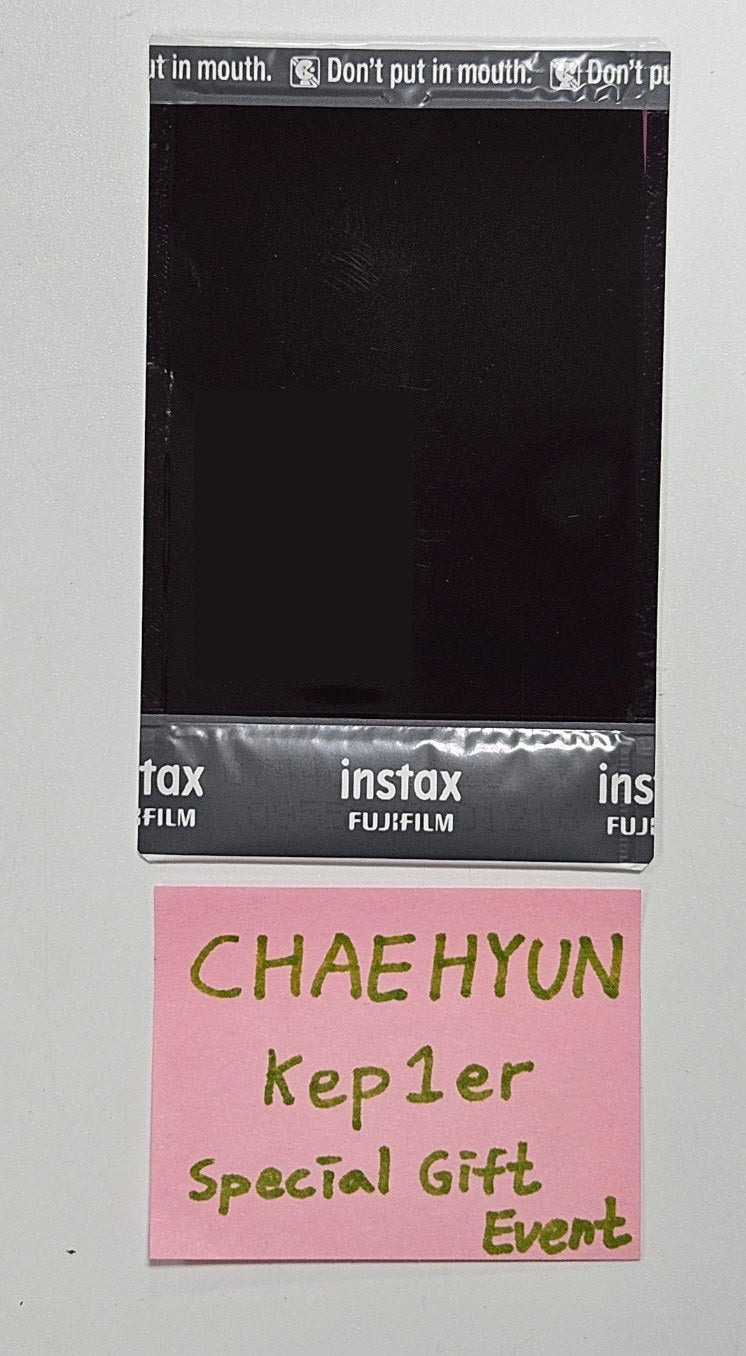 ut in mouth. Don't put in mouth. Don't pu
tax instax ins
FILM FUJIFILM FUJI
CHAEHYUN
Kep1er
Special Gift
Event